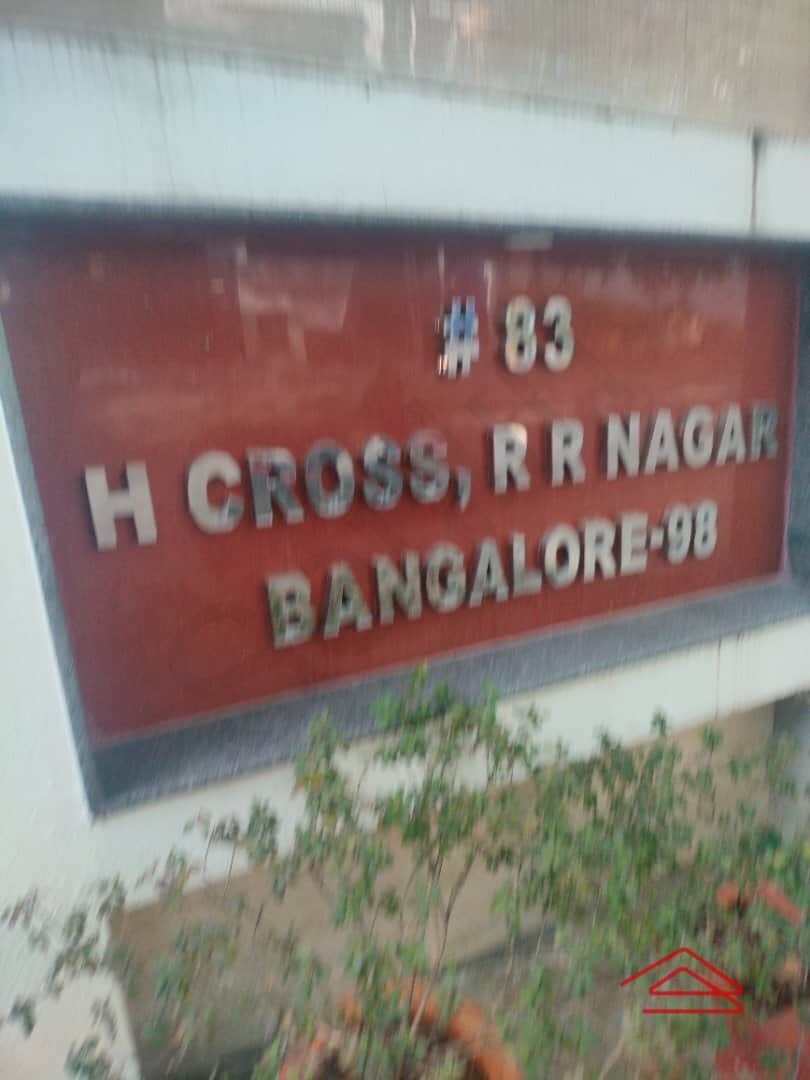 # 83
H CROSS, R R NAGAR
BANGALORE-98